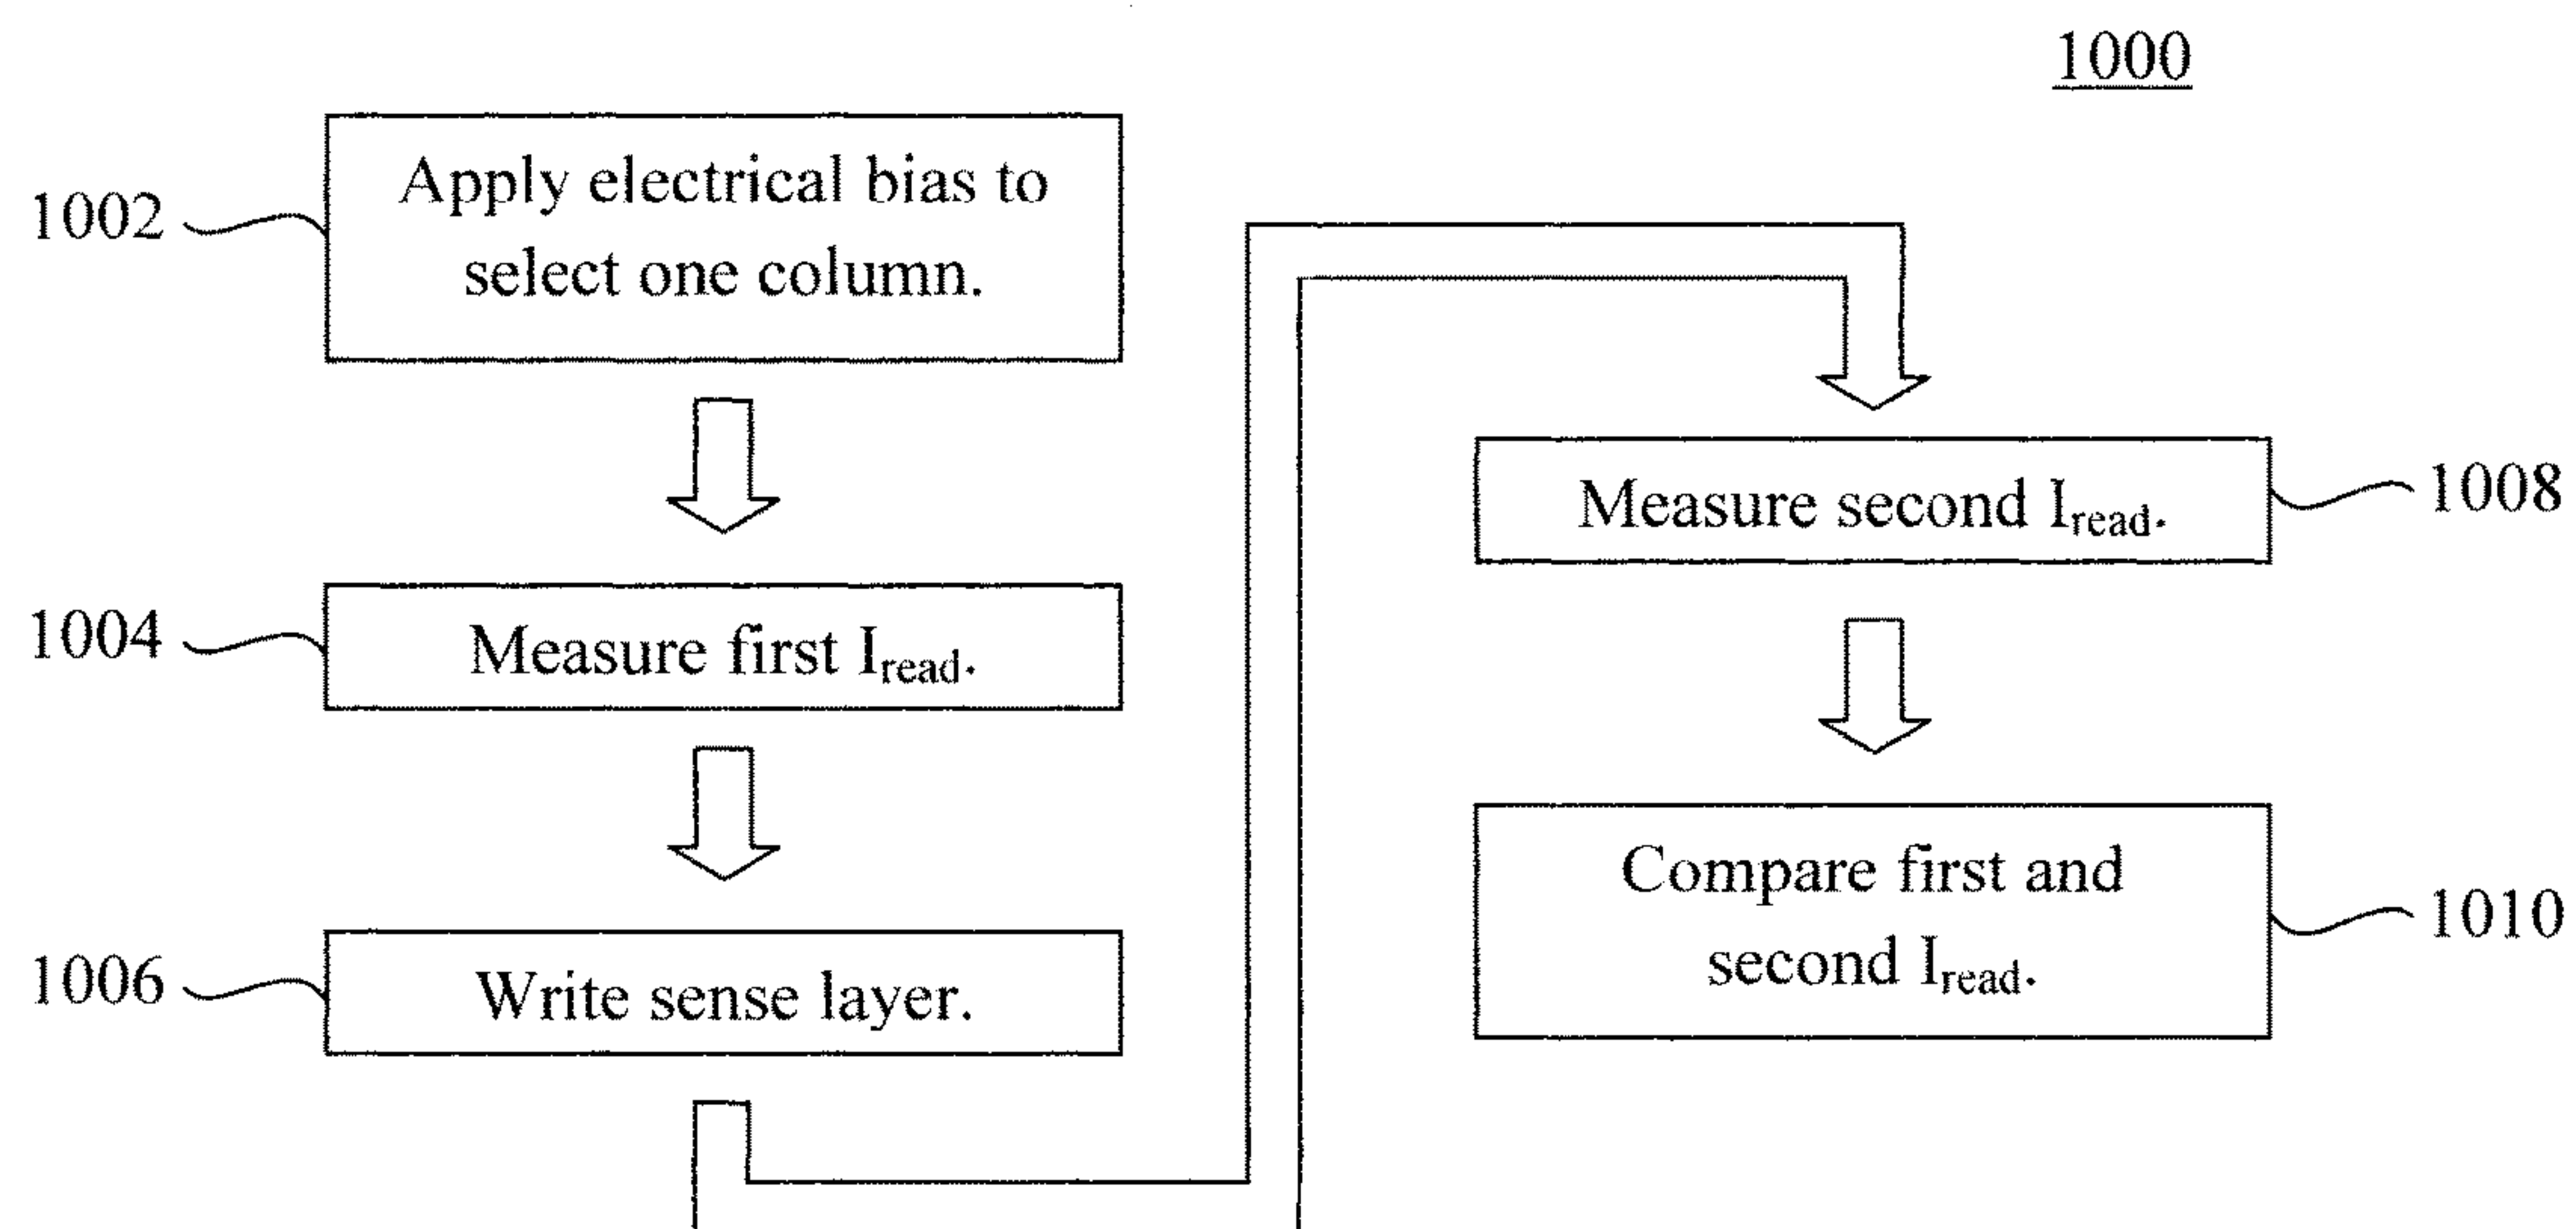 1000
1002
Apply electrical bias to
select one column.
1004
Measure first Iread.
1006
Write sense layer.
Measure second Iread.
1008
Compare first and
second Iread.
1010